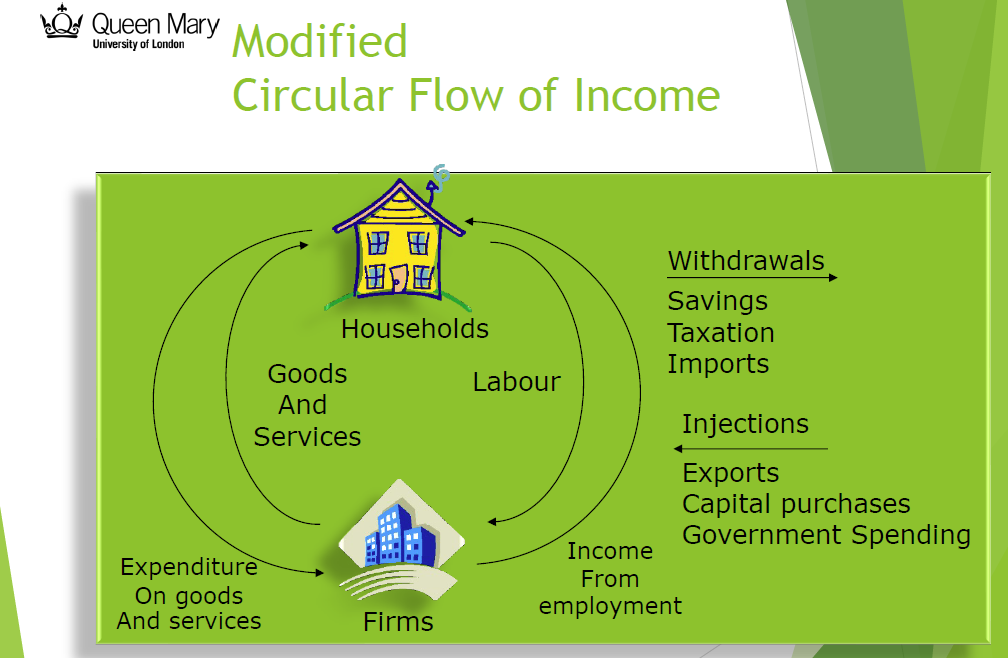 Queen Mary
University of London
Modified
Circular Flow of Income
Households
Goods
And
Services
Labour
Withdrawals
Savings
Taxation
Imports
Injections
Exports
Capital purchases
Government Spending
Expenditure
On goods
And services
Firms
Income
From
employment